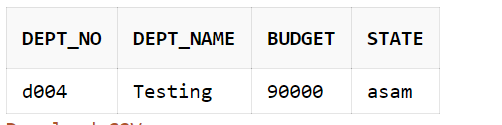 DEPT_NO DEPT_NAME BUDGET STATE
d004 Testing 90000 asam